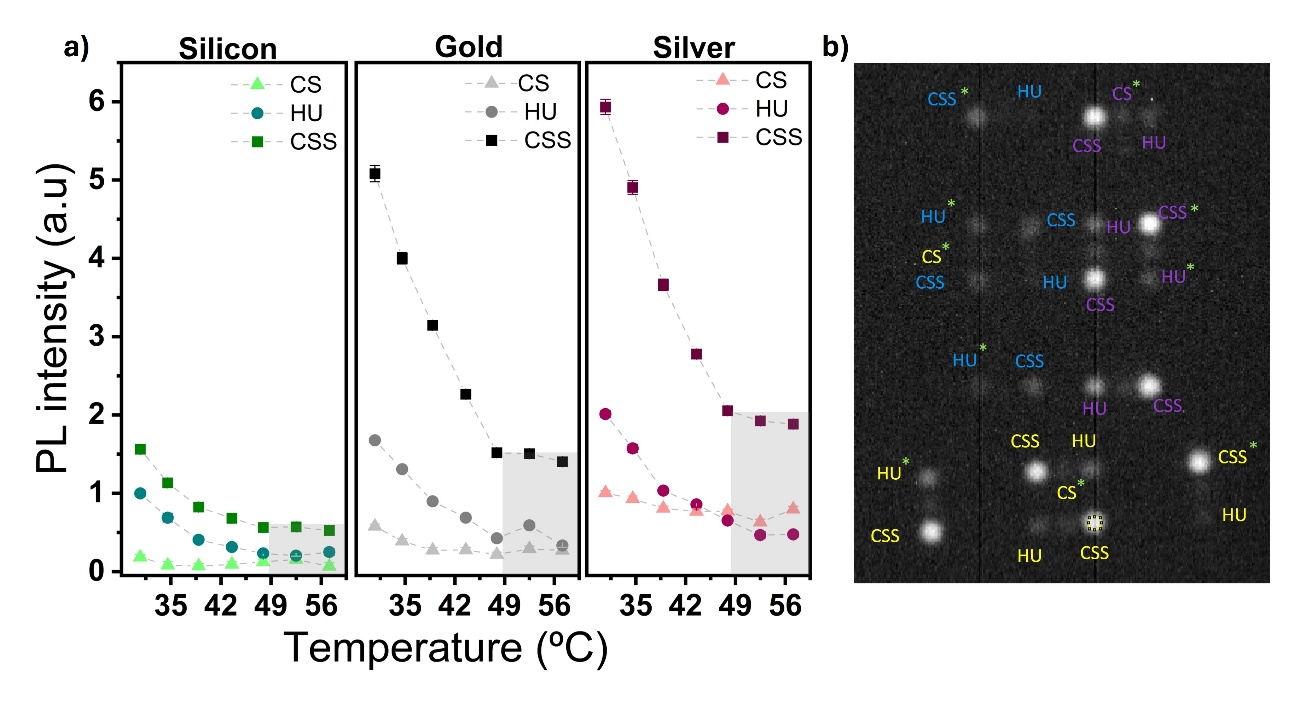 a)
Silicon
Gold
Silver
b)
CS
HU
CSS
CS
HU
CSS
CS
HU
CSS
PL intensity (a.u)
6
5
4
3
2
1
0
35 42 49 56
35 42 49 56
35 42 49 56
Temperature (ºC)
CSS* HU CS*
CSS HU
HU* CSS HU CSS*
CS*
CSS HU CSS HU*
HU* CSS HU CSS.
CSS HU
HU* CS* CSS*
CSS HU CSS HU